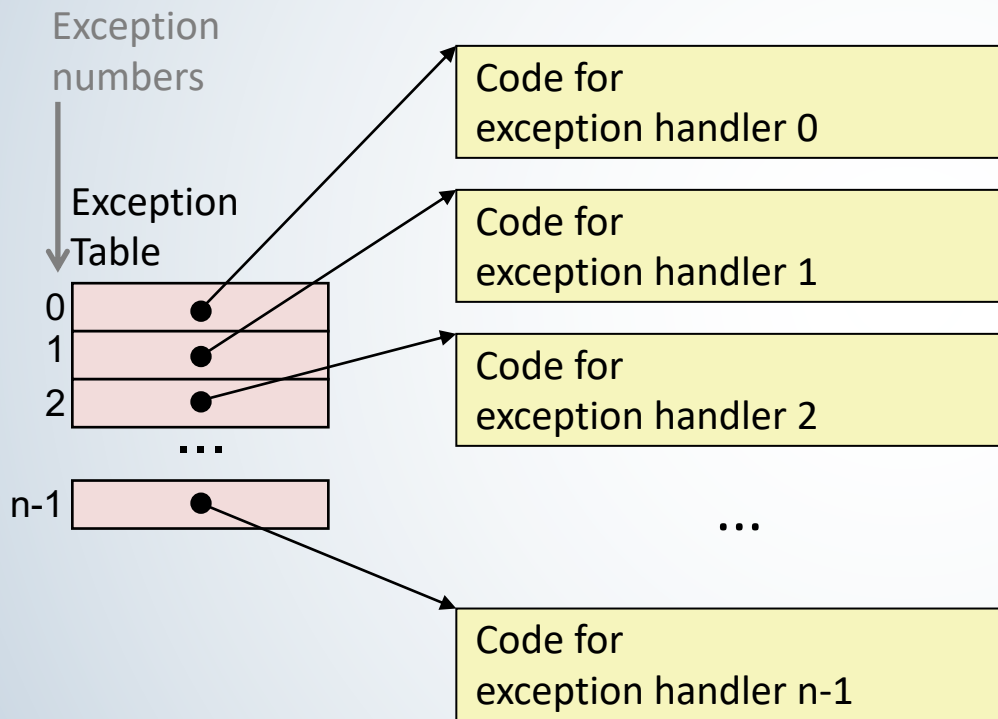 Exception
numbers
Exception
Table
0
1
2
...
n-1
Code for
exception handler 0
Code for
exception handler 1
Code for
exception handler 2
...
Code for
exception handler n-1